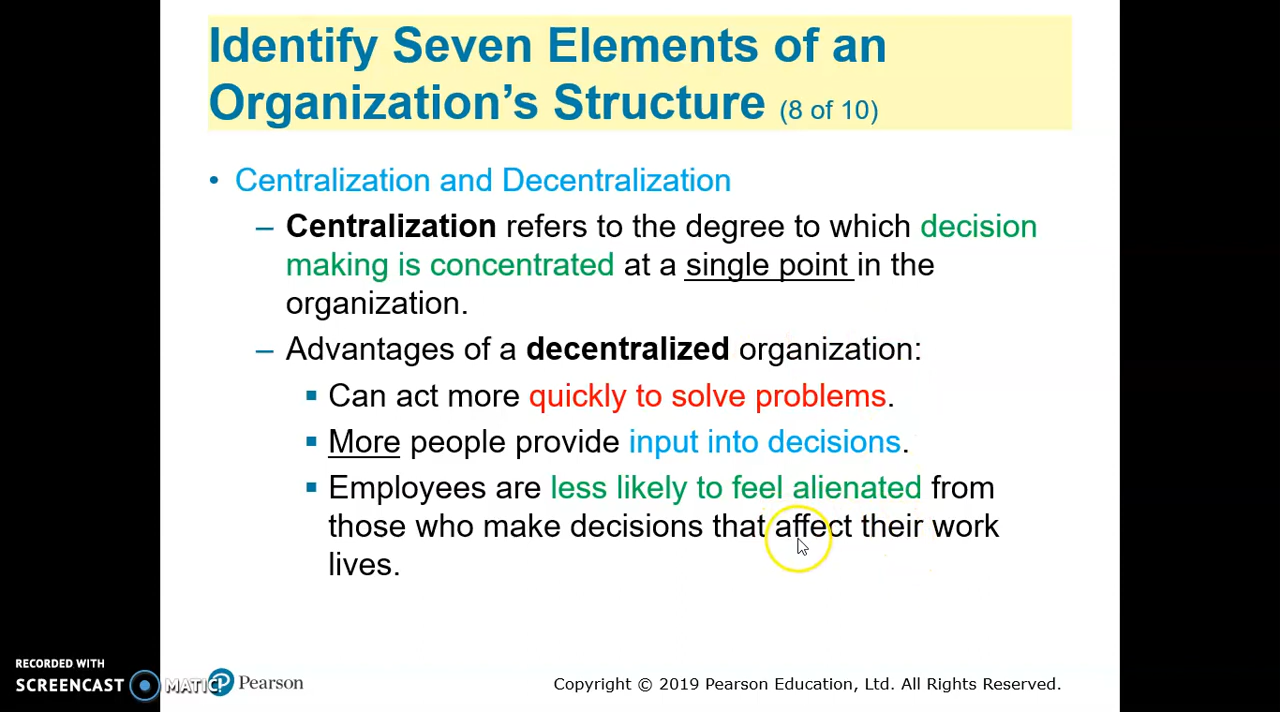 Identify Seven Elements of an
Organization’s Structure (8 of 10)
• Centralization and Decentralization
– Centralization refers to the degree to which decision
making is concentrated at a single point in the
organization.
– Advantages of a decentralized organization:
▪ Can act more quickly to solve problems.
▪ More people provide input into decisions.
▪ Employees are less likely to feel alienated from
those who make decisions that affect their work
lives.
RECORDED WITH
SCREENCAST MATIC
Pearson
Copyright © 2019 Pearson Education, Ltd. All Rights Reserved.